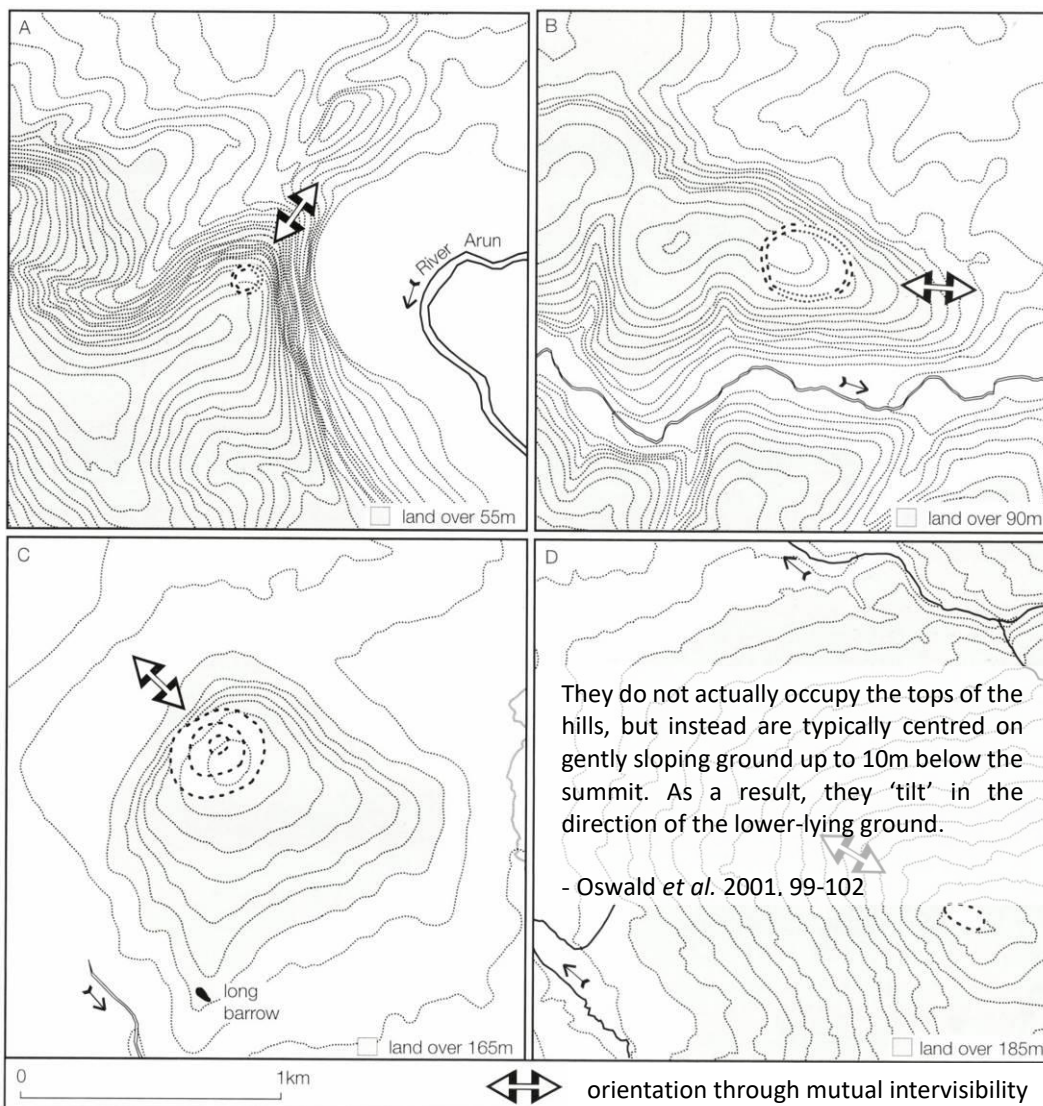 A
River Arun
land over 55m
B
land over 90m
C
long
barrow
land over 165m
D
They do not actually occupy the tops of the
hills, but instead are typically centred on
gently sloping ground up to 10m below the
summit. As a result, they ‘tilt’ in the
direction of the lower-lying ground.
- Oswald et al. 2001, 99-102
land over 185m
0
1km
orientation through mutual intervisibility